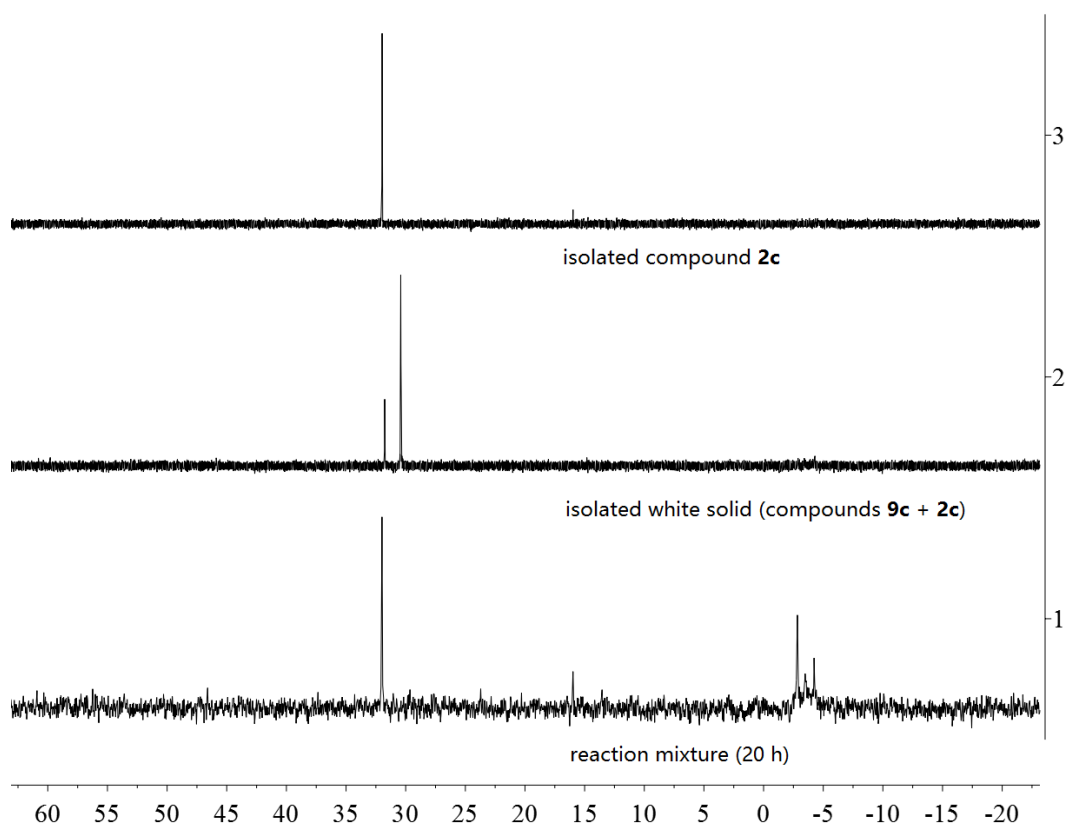 3
isolated compound 2c
2
isolated white solid (compounds 9c + 2c)
1
reaction mixture (20 h)
60 55 50 45 40 35 30 25 20 15 10 5 0 -5 -10 -15 -20